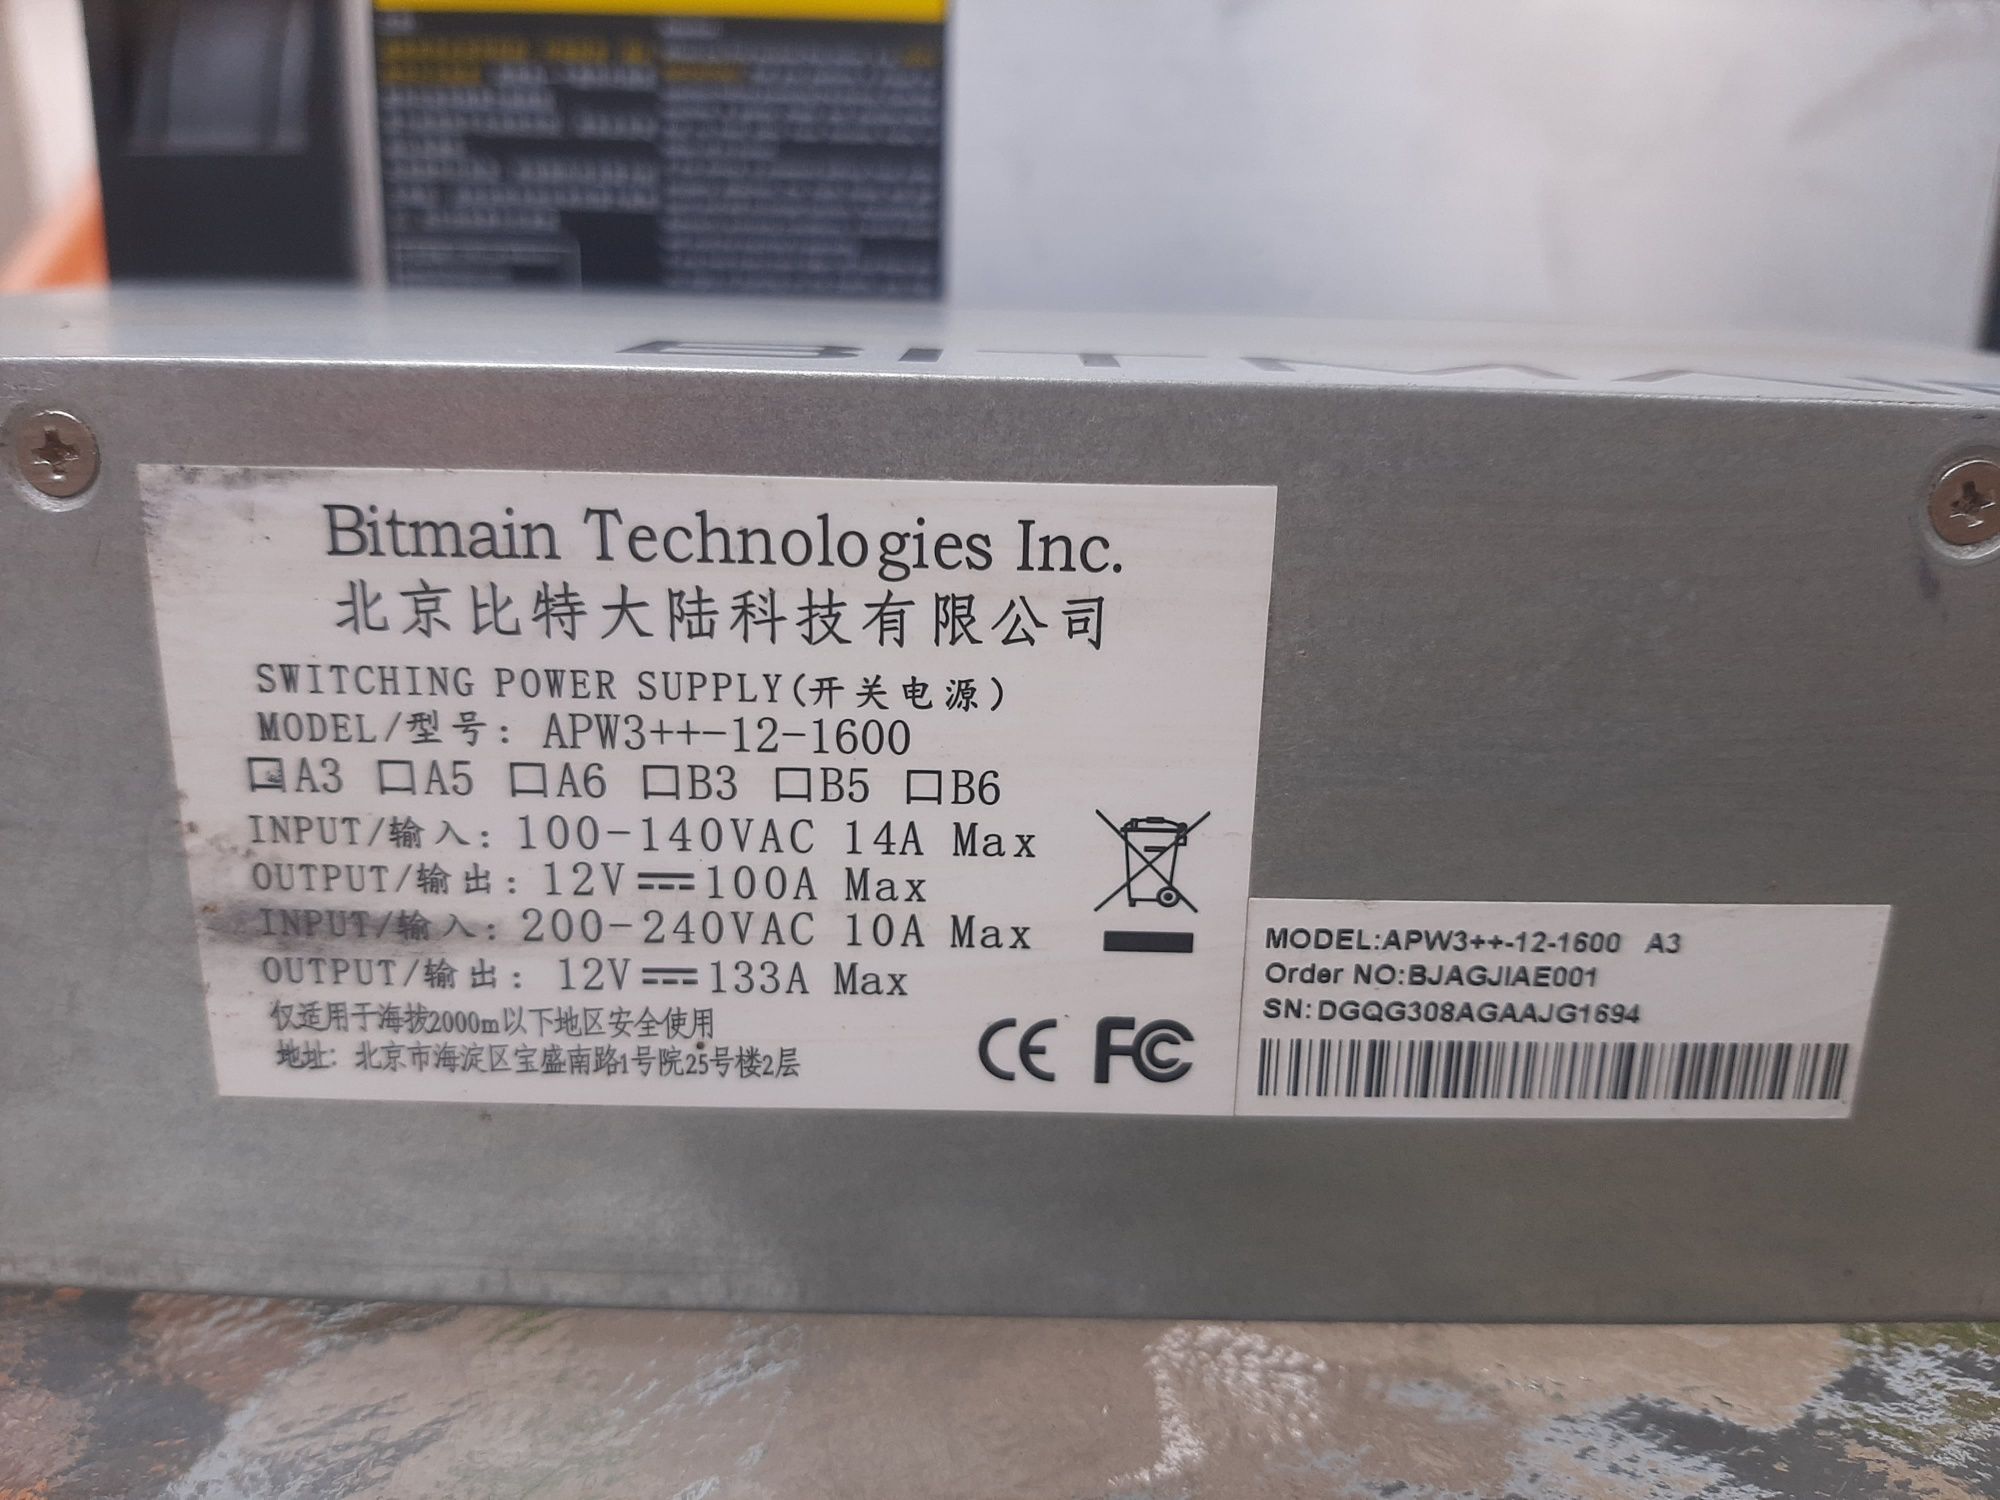 BITMAIN
Bitmain Technologies Inc.
北京比特大陆科技有限公司
SWITCHING POWER SUPPLY(开关电源)
MODEL/型号: APW3++-12-1600
A3 A5 A6 B3 B5 B6
INPUT/输入: 100-140VAC 14A Max
OUTPUT/输出: 12V 100A Max
INPUT/输入: 200-240VAC 10A Max
OUTPUT/输出: 12V 133A Max
仅适用于海拔2000m以下地区安全使用
地址: 北京市海淀区宝盛南路1号院25号楼2层
CE FC
MODEL:APW3++-12-1600 A3
Order NO:BJAGJIAE001
SN:DGQG308AGAAJG1694